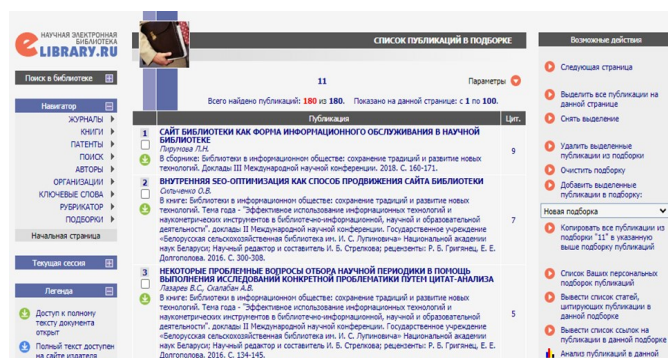 НАУЧНАЯ ЭЛЕКТРОННАЯ
БИБЛИОТЕКА
eLIBRARY.RU
Поиск в библиотеке
Навигатор
ЖУРНАЛЫ
КНИГИ
ПАТЕНТЫ
ПОИСК
АВТОРЫ
ОРГАНИЗАЦИИ
КЛЮЧЕВЫЕ СЛОВА
РУБРИКАТОР
ПОДБОРКИ
Начальная страница
Текущая сессия
Легенда
Доступ к полному
тексту документа
открыт
Полный текст доступен
на сайте издателя
СПИСОК ПУБЛИКАЦИЙ В ПОДБОРКЕ
11
Параметры
Всего найдено публикаций: 180 из 180. Показано на данной странице: с 1 по 100.
Публикация Цит.
1 САЙТ БИБЛИОТЕКИ КАК ФОРМА ИНФОРМАЦИОННОГО ОБСЛУЖИВАНИЯ В НАУЧНОЙ
БИБЛИОТЕКЕ
Пирумова Л.Н.
В сборнике: Библиотеки в информационном обществе: сохранение традиций и развитие новых
технологий. Доклады III Международной научной конференции. 2018. С. 160-171.
9
2 ВНУТРЕННЯЯ SEO-ОПТИМИЗАЦИЯ КАК СПОСОБ ПРОДВИЖЕНИЯ САЙТА БИБЛИОТЕКИ
Сильченко О.В.
В книге: Библиотеки в информационном обществе: сохранение традиций и развитие новых
технологий. Тема года - "Эффективное использование информационных технологий и
наукометрических инструментов в библиотечно-информационной, научной и образовательной
деятельности". доклады II Международной научной конференции. Государственное учреждение
«Белорусская сельскохозяйственная библиотека им. И. С. Лупиновича» Национальной академии
наук Беларуси; Научный редактор и составитель И. Б. Стрелкова; рецензенты: Р. Б. Григянец, Е. Е.
Долгополова. 2016. С. 300-308.
7
3 НЕКОТОРЫЕ ПРОБЛЕМНЫЕ ВОПРОСЫ ОТБОРА НАУЧНОЙ ПЕРИОДИКИ В ПОМОЩЬ
ВЫПОЛНЕНИЯ ИССЛЕДОВАНИЙ КОНКРЕТНОЙ ПРОБЛЕМАТИКИ ПУТЕМ ЦИТАТ-АНАЛИЗА
Лазарев В.С., Скалабан А.В.
В книге: Библиотеки в информационном обществе: сохранение традиций и развитие новых
технологий. Тема года - "Эффективное использование информационных технологий и
наукометрических инструментов в библиотечно-информационной, научной и образовательной
деятельности". доклады II Международной научной конференции. Государственное учреждение
«Белорусская сельскохозяйственная библиотека им. И. С. Лупиновича» Национальной академии
наук Беларуси; Научный редактор и составитель И. Б. Стрелкова; рецензенты: Р. Б. Григянец, Е. Е.
Долгополова. 2016. С. 134-145.
5
Возможные действия
Следующая страница
Выделить все публикации на
данной странице
Снять выделение
Удалить выделенные
публикации из подборки
Очистить подборку
Добавить выделенные
публикации в подборку:
Новая подборка
Копировать все публикации из
подборки "11" в указанную
выше подборку публикаций
Список Ваших персональных
подборок публикаций
Вывести список статей,
цитирующих публикации в
данной подборке
Вывести список ссылок на
публикации в данной подборке
Анализ публикаций в данной